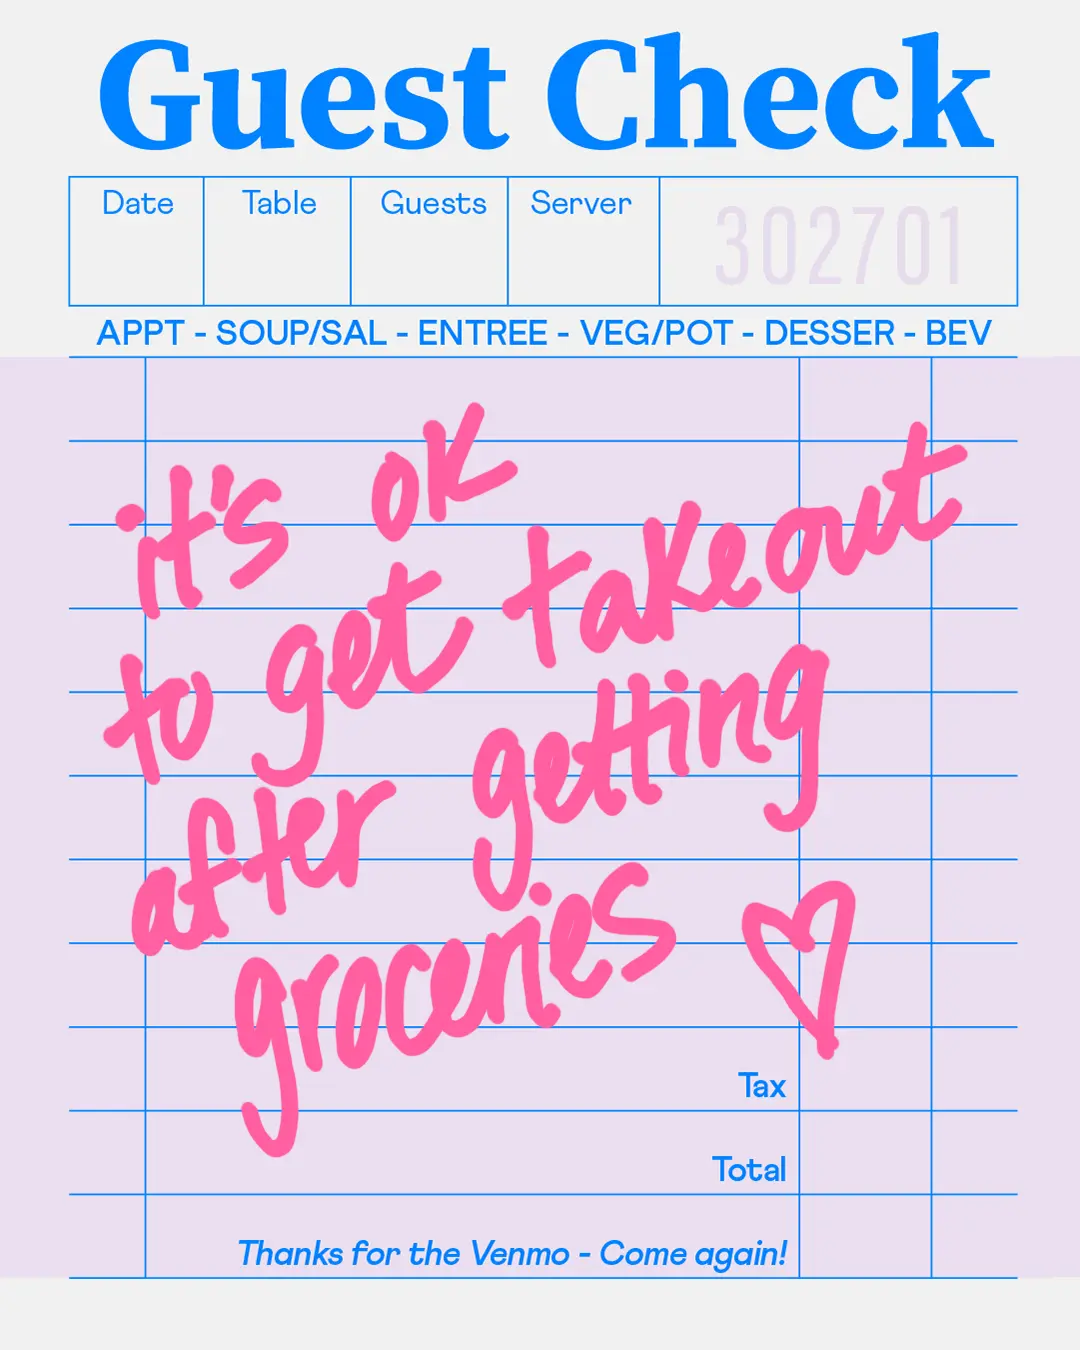 Guest Check
Date Table Guests Server 302701
APPT - SOUP/SAL - ENTREE - VEG/POT - DESSER - BEV
it's ok
to get takeout
after getting
groceries
Tax
Total
Thanks for the Venmo - Come again!